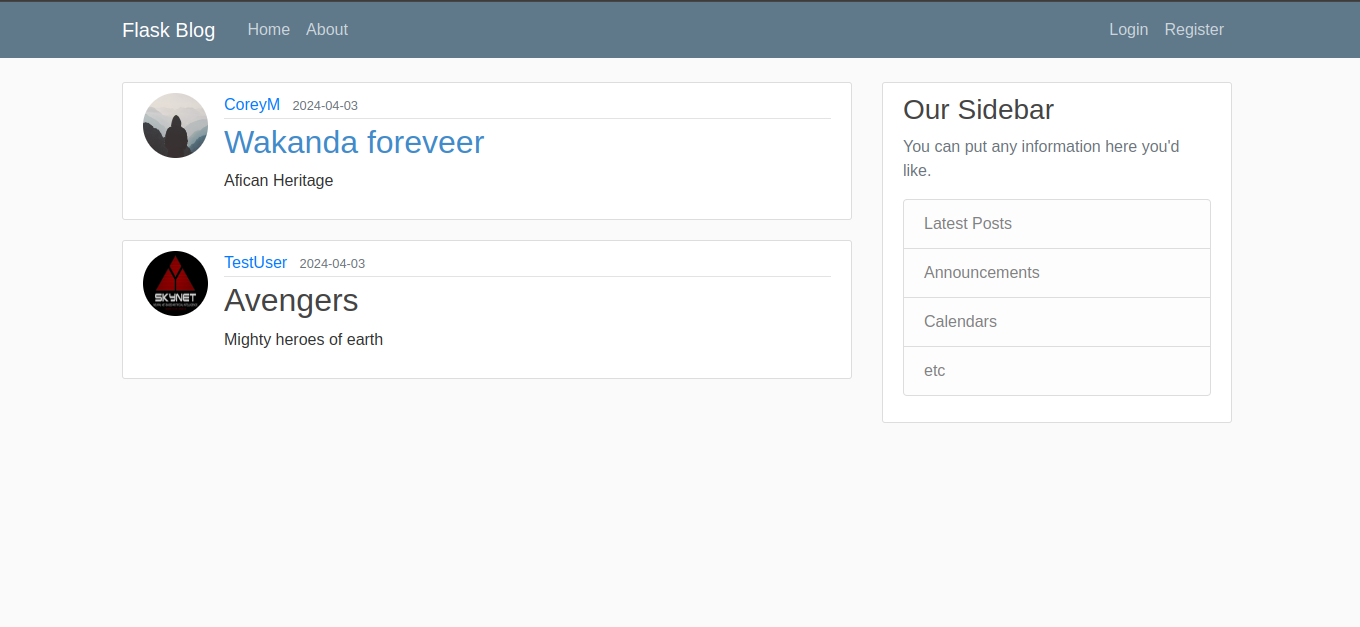 Flask Blog Home About Login Register
CoreyM 2024-04-03
Wakanda foreveer
Afican Heritage
TestUser 2024-04-03
Avengers
Mighty heroes of earth
SKYNET
Our Sidebar
You can put any information here you'd
like.
Latest Posts
Announcements
Calendars
etc